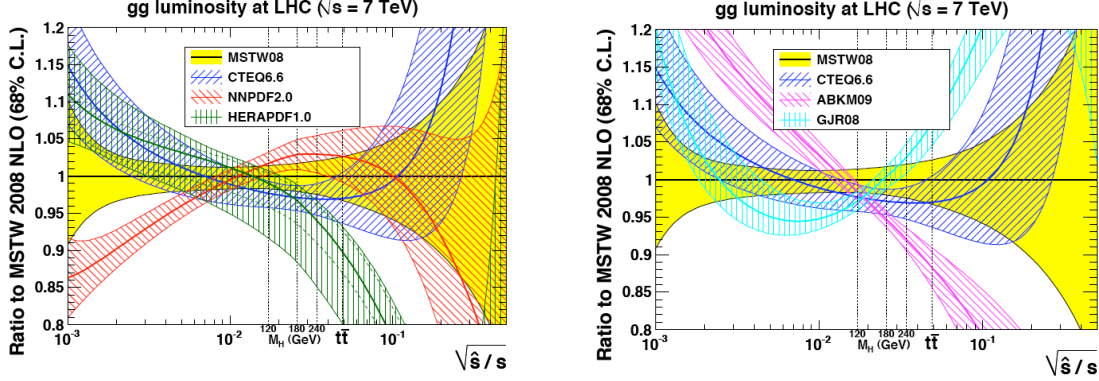 gg luminosity at LHC (√s = 7 TeV)
Ratio to MSTW 2008 NLO (68% C.L.)
1.2
1.15
1.1
1.05
1
0.95
0.9
0.85
0.8
MSTW08
CTEQ6.6
NNPDF2.0
HERAPDF1.0
120 180 240
10⁻³ 10⁻² M_H (GeV) tt̄ 10⁻¹
√ŝ / s
gg luminosity at LHC (√s = 7 TeV)
Ratio to MSTW 2008 NLO (68% C.L.)
1.2
1.15
1.1
1.05
1
0.95
0.9
0.85
0.8
MSTW08
CTEQ6.6
ABKM09
GJR08
120 180 240
10⁻³ 10⁻² M_H (GeV) tt̄ 10⁻¹
√ŝ / s